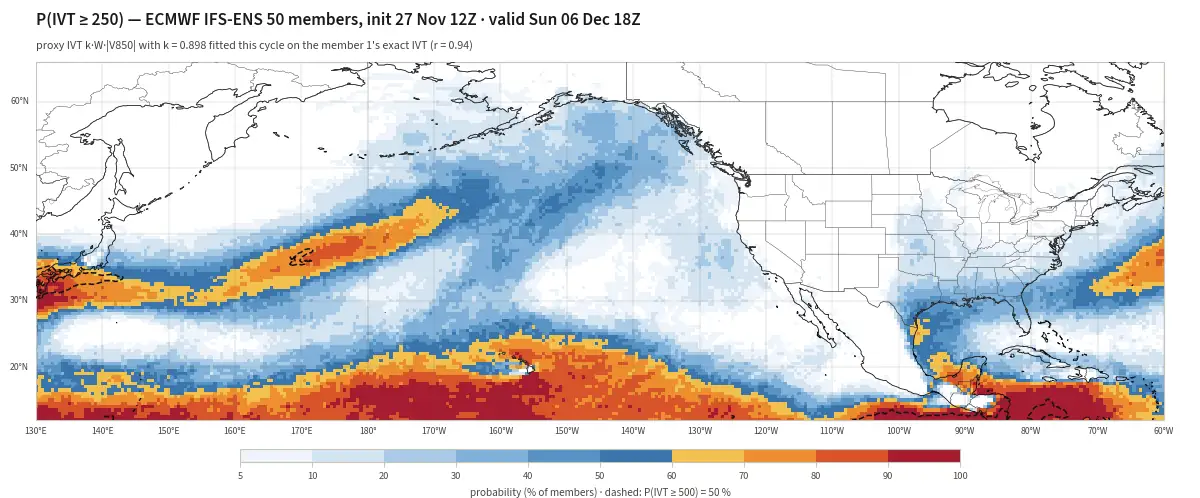 P(IVT ≥ 250) — ECMWF IFS-ENS 50 members, init 27 Nov 12Z · valid Sun 06 Dec 18Z
proxy IVT k·W·|V850| with k = 0.898 fitted this cycle on the member 1's exact IVT (r = 0.94)
60°N
50°N
40°N
30°N
20°N
130°E 140°E 150°E 160°E 170°E 180° 170°W 160°W 150°W 140°W 130°W 120°W 110°W 100°W 90°W 80°W 70°W 60°W
5 10 20 30 40 50 60 70 80 90 100
probability (% of members) · dashed: P(IVT ≥ 500) = 50 %